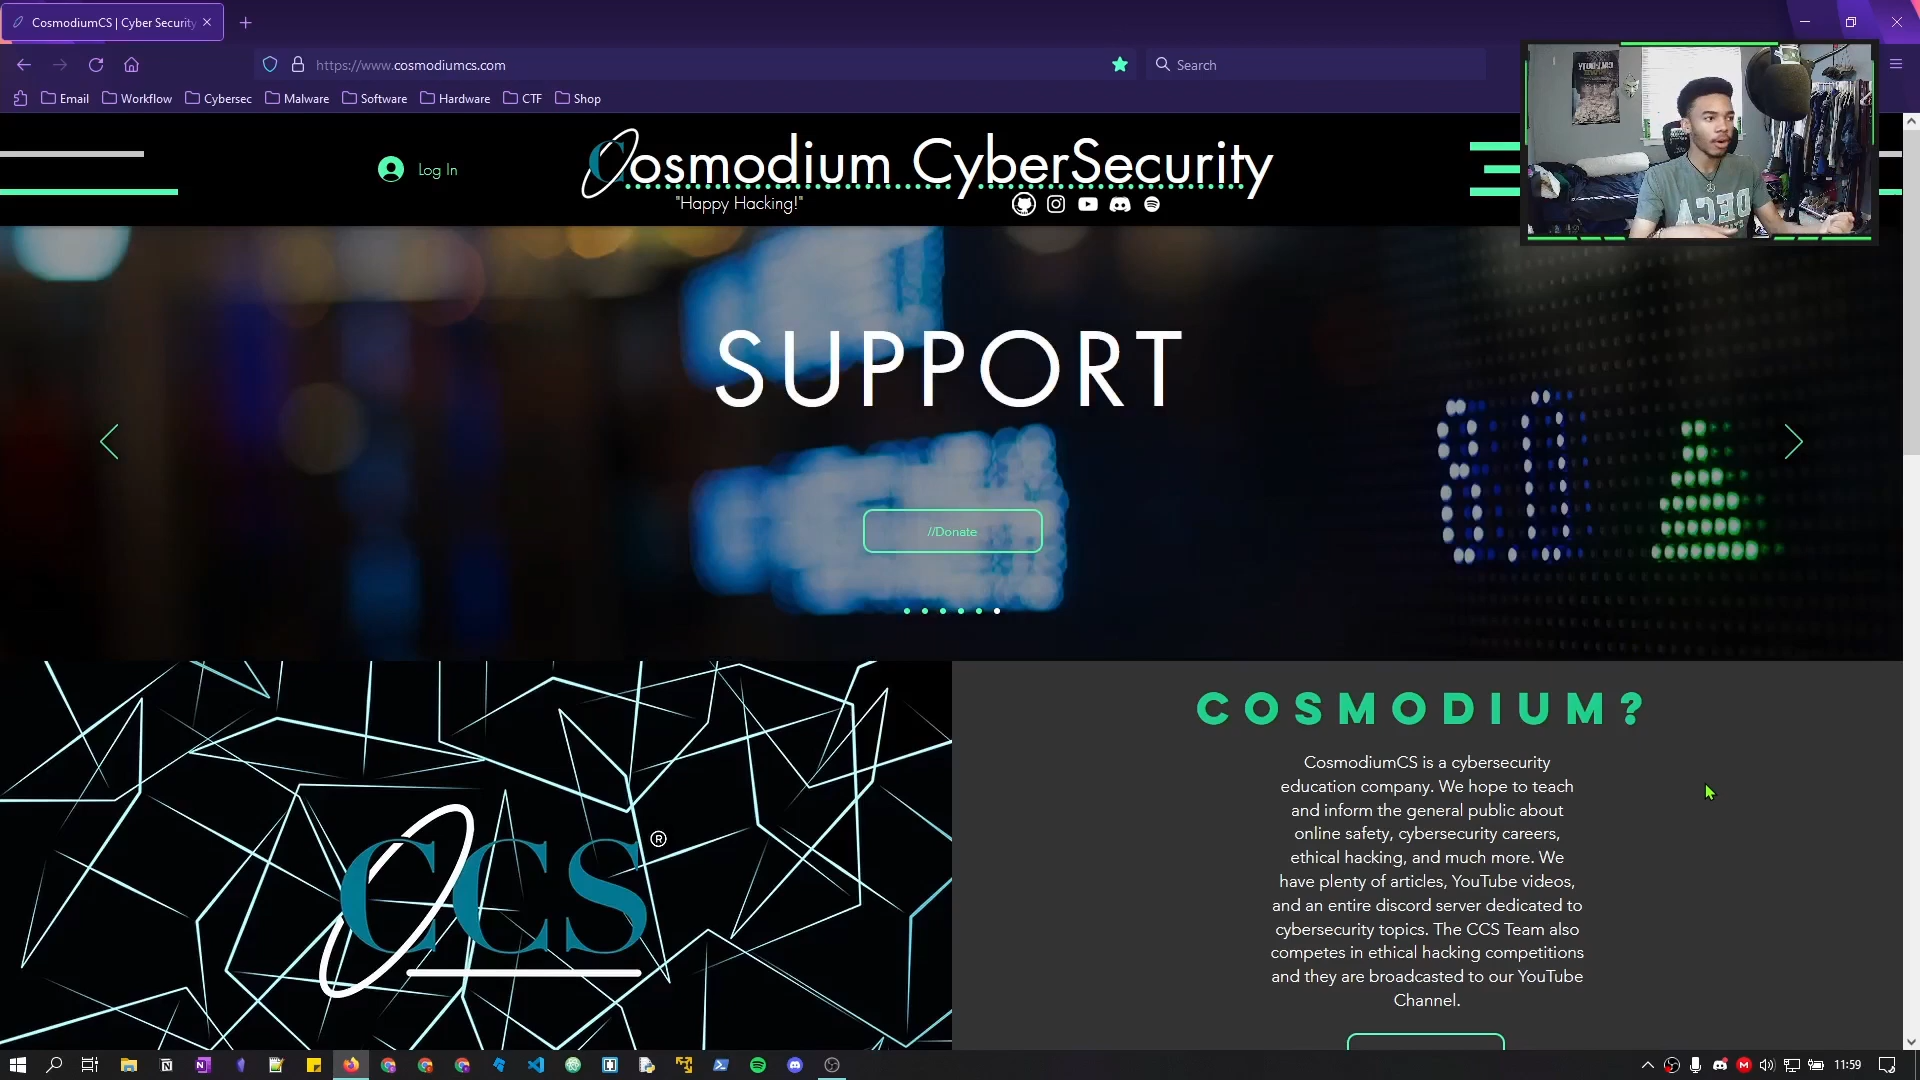 CosmodiumCS | Cyber Security
https://www.cosmodiumcs.com
Search
Email
Workflow
Cybersec
Malware
Software
Hardware
CTF
Shop
Log In
Cosmodium CyberSecurity
"Happy Hacking!"
DECA
SUPPORT
//Donate
COSMODIUM?
CosmodiumCS is a cybersecurity
education company. We hope to teach
and inform the general public about
online safety, cybersecurity careers,
ethical hacking, and much more. We
have plenty of articles, YouTube videos,
and an entire discord server dedicated to
cybersecurity topics. The CCS Team also
competes in ethical hacking competitions
and they are broadcasted to our YouTube
Channel.
CCS
®
11:59